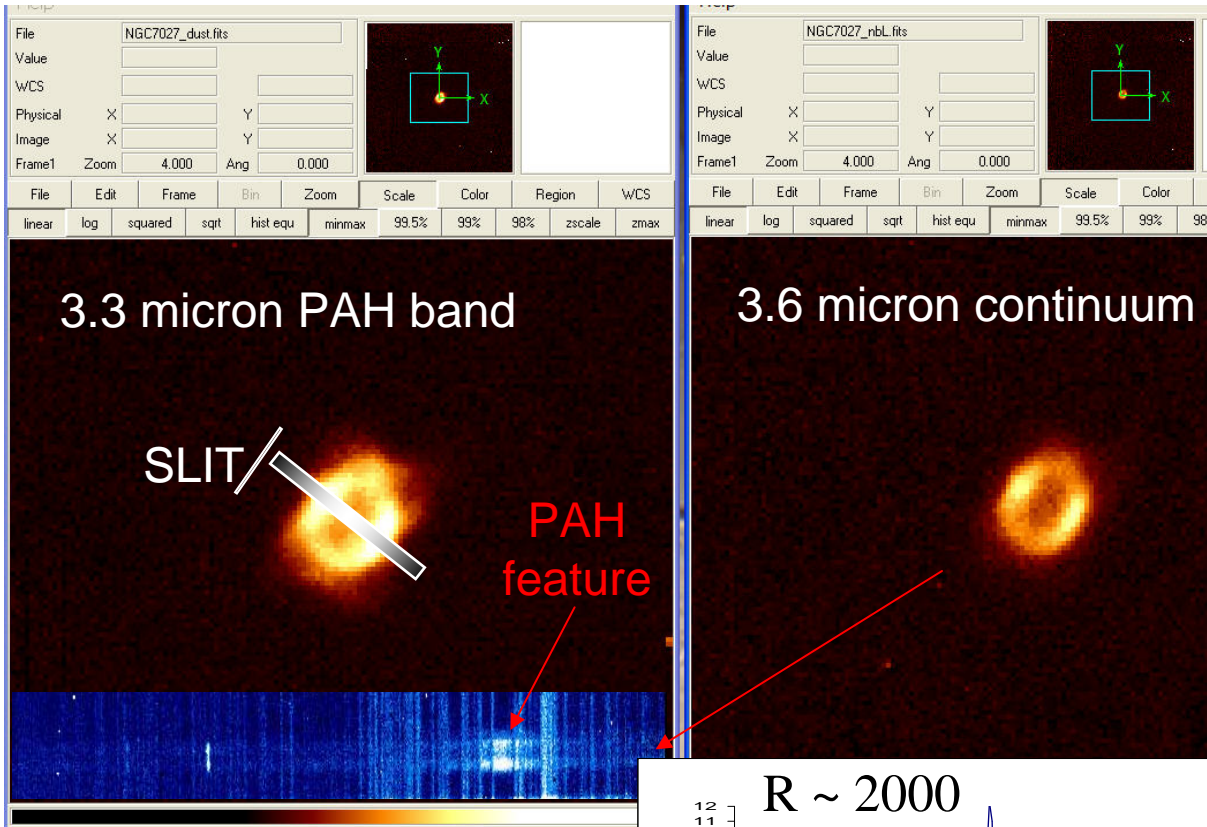 Help
Help
File NGC7027_dust.fits
Value
WCS
Physical X Y
Image X Y
Frame1 Zoom 4.000 Ang 0.000
Y
X
File Edit Frame Bin Zoom Scale Color Region WCS
linear log squared sqrt hist equ minmax 99.5% 99% 98% zscale zmax
3.3 micron PAH band
SLIT
PAH
feature
File NGC7027_nbL.fits
Value
WCS
Physical X Y
Image X Y
Frame1 Zoom 4.000 Ang 0.000
Y
X
File Edit Frame Bin Zoom Scale Color
linear log squared sqrt hist equ minmax 99.5% 99% 98
3.6 micron continuum
R ~ 2000
12
11